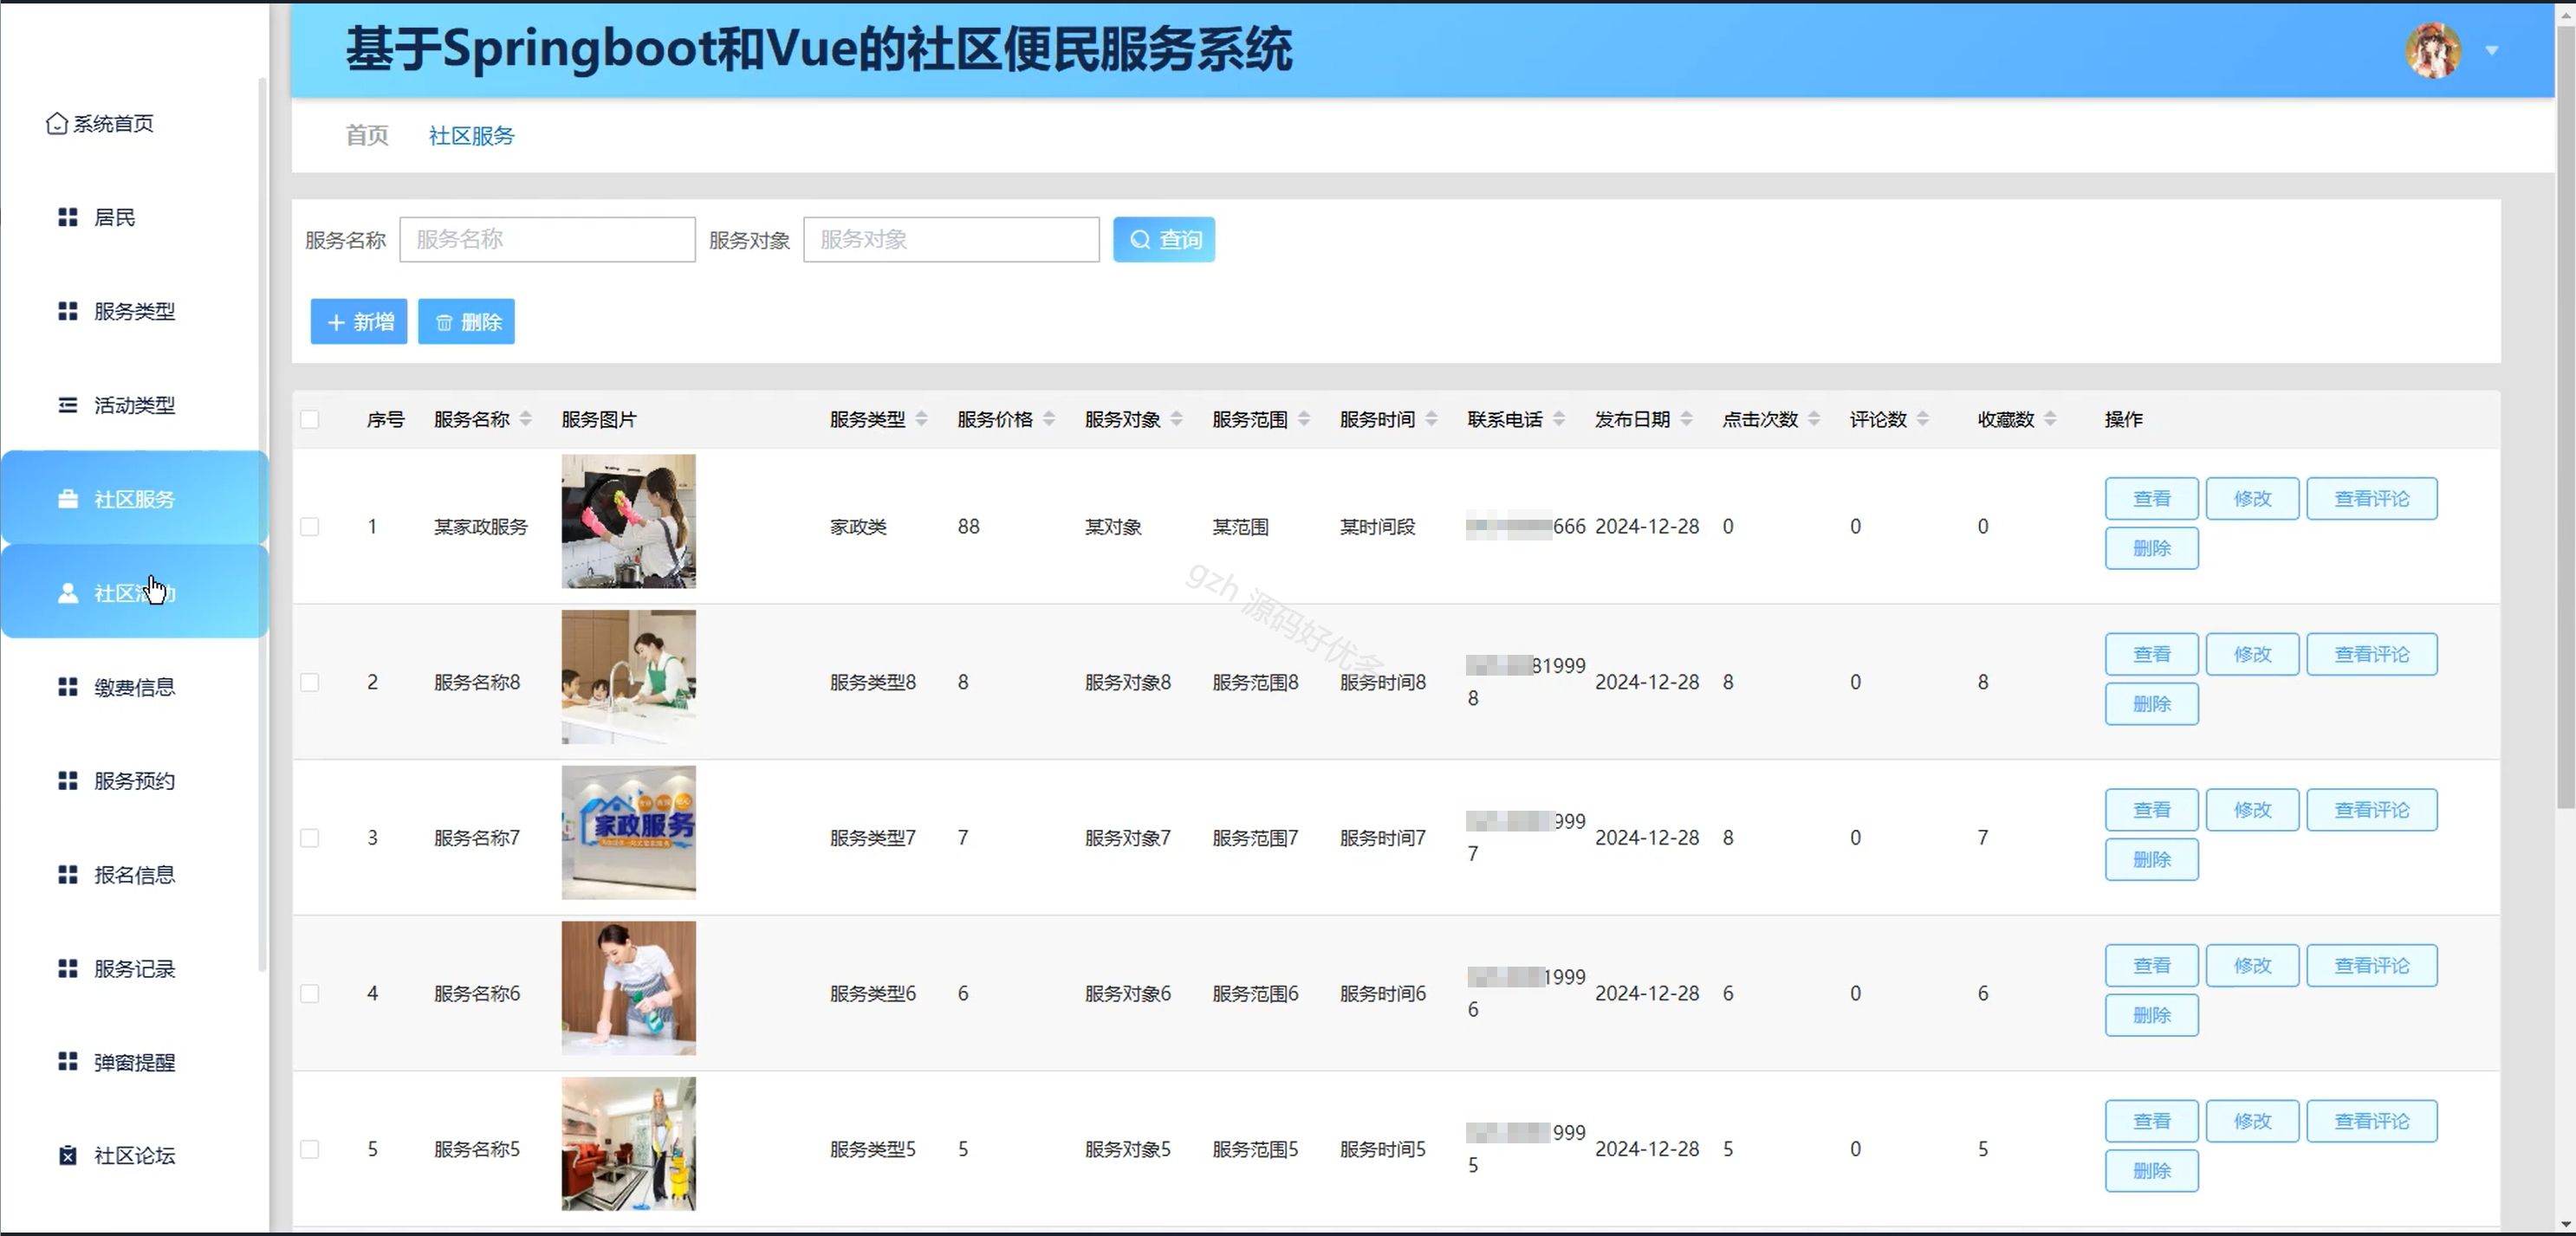 基于Springboot和Vue的社区便民服务系统
首页 社区服务
系统首页
居民
服务类型
活动类型
社区服务
社区活动
缴费信息
服务预约
报名信息
服务记录
弹窗提醒
社区论坛
服务名称 服务名称 服务对象 服务对象 查询
新增 删除
序号 服务名称 服务图片 服务类型 服务价格 服务对象 服务范围 服务时间 联系电话 发布日期 点击次数 评论数 收藏数 操作
1 某家政服务 家政类 88 某对象 某范围 某时间段 666 2024-12-28 0 0 0 查看 修改 查看评论
删除
2 服务名称8 服务类型8 8 服务对象8 服务范围8 服务时间8 81999 2024-12-28 8 0 8 查看 修改 查看评论
8 删除
家政服务
3 服务名称7 服务类型7 7 服务对象7 服务范围7 服务时间7 999 2024-12-28 8 0 7 查看 修改 查看评论
7 删除
4 服务名称6 服务类型6 6 服务对象6 服务范围6 服务时间6 1999 2024-12-28 6 0 6 查看 修改 查看评论
6 删除
5 服务名称5 服务类型5 5 服务对象5 服务范围5 服务时间5 999 2024-12-28 5 0 5 查看 修改 查看评论
5 删除
gzh 源码好优多